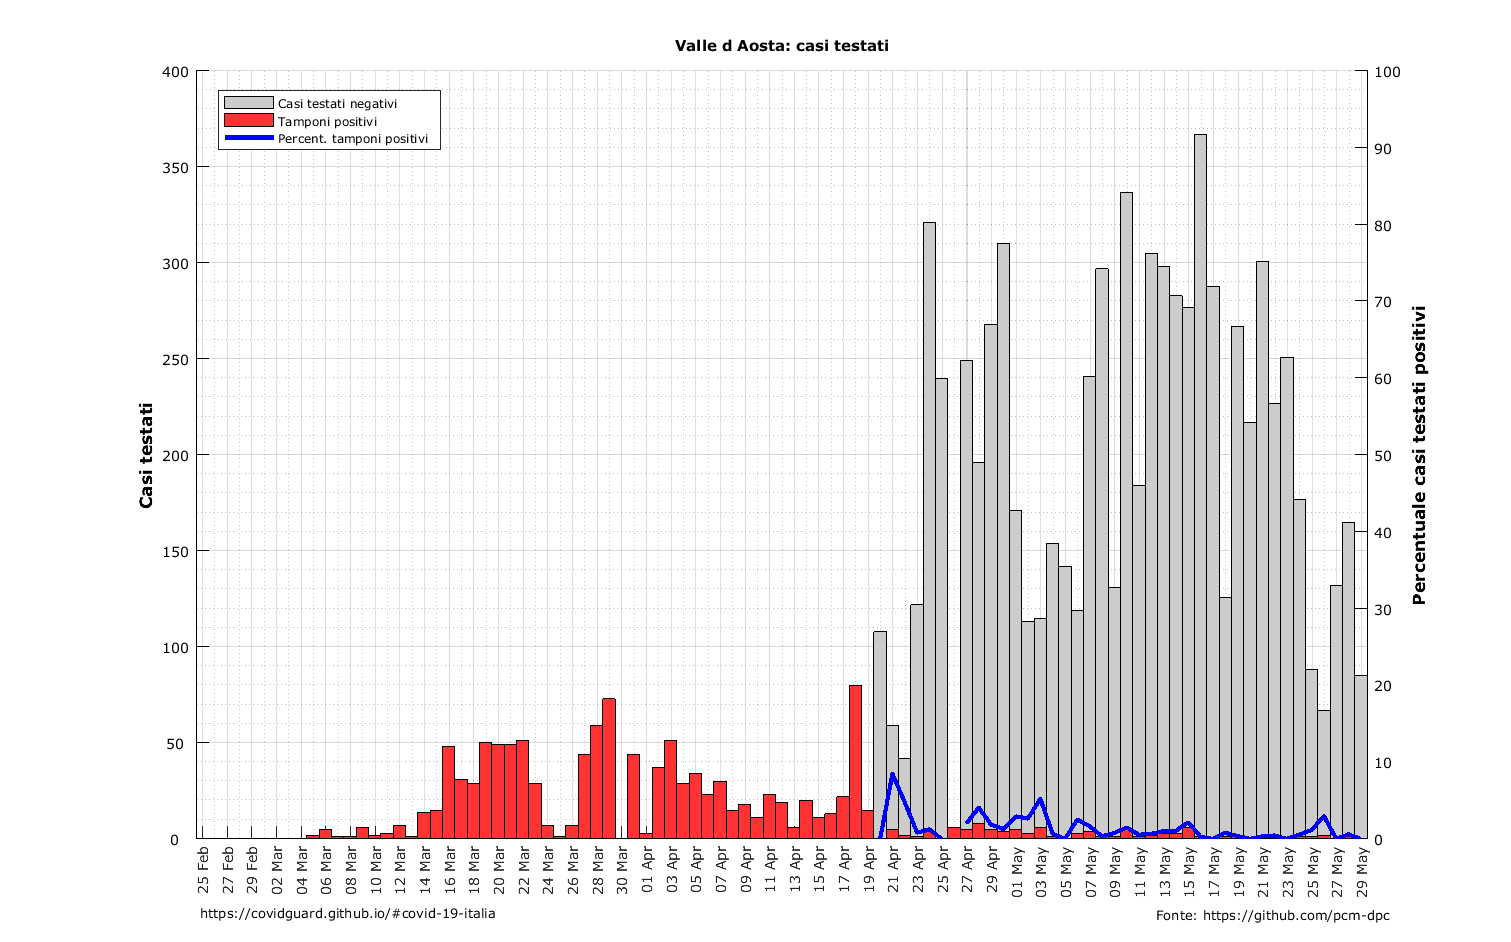 Valle d Aosta: casi testati
Casi testati negativi
Tamponi positivi
Percent. tamponi positivi
Casi testati
400
350
300
250
200
150
100
50
0
100
90
80
70
60
50
40
30
20
10
0
Percentuale casi testati positivi
25 Feb
27 Feb
29 Feb
02 Mar
04 Mar
06 Mar
08 Mar
10 Mar
12 Mar
14 Mar
16 Mar
18 Mar
20 Mar
22 Mar
24 Mar
26 Mar
28 Mar
30 Mar
01 Apr
03 Apr
05 Apr
07 Apr
09 Apr
11 Apr
13 Apr
15 Apr
17 Apr
19 Apr
21 Apr
23 Apr
25 Apr
27 Apr
29 Apr
01 May
03 May
05 May
07 May
09 May
11 May
13 May
15 May
17 May
19 May
21 May
23 May
25 May
27 May
29 May
https://covidguard.github.io/#covid-19-italia
Fonte: https://github.com/pcm-dpc